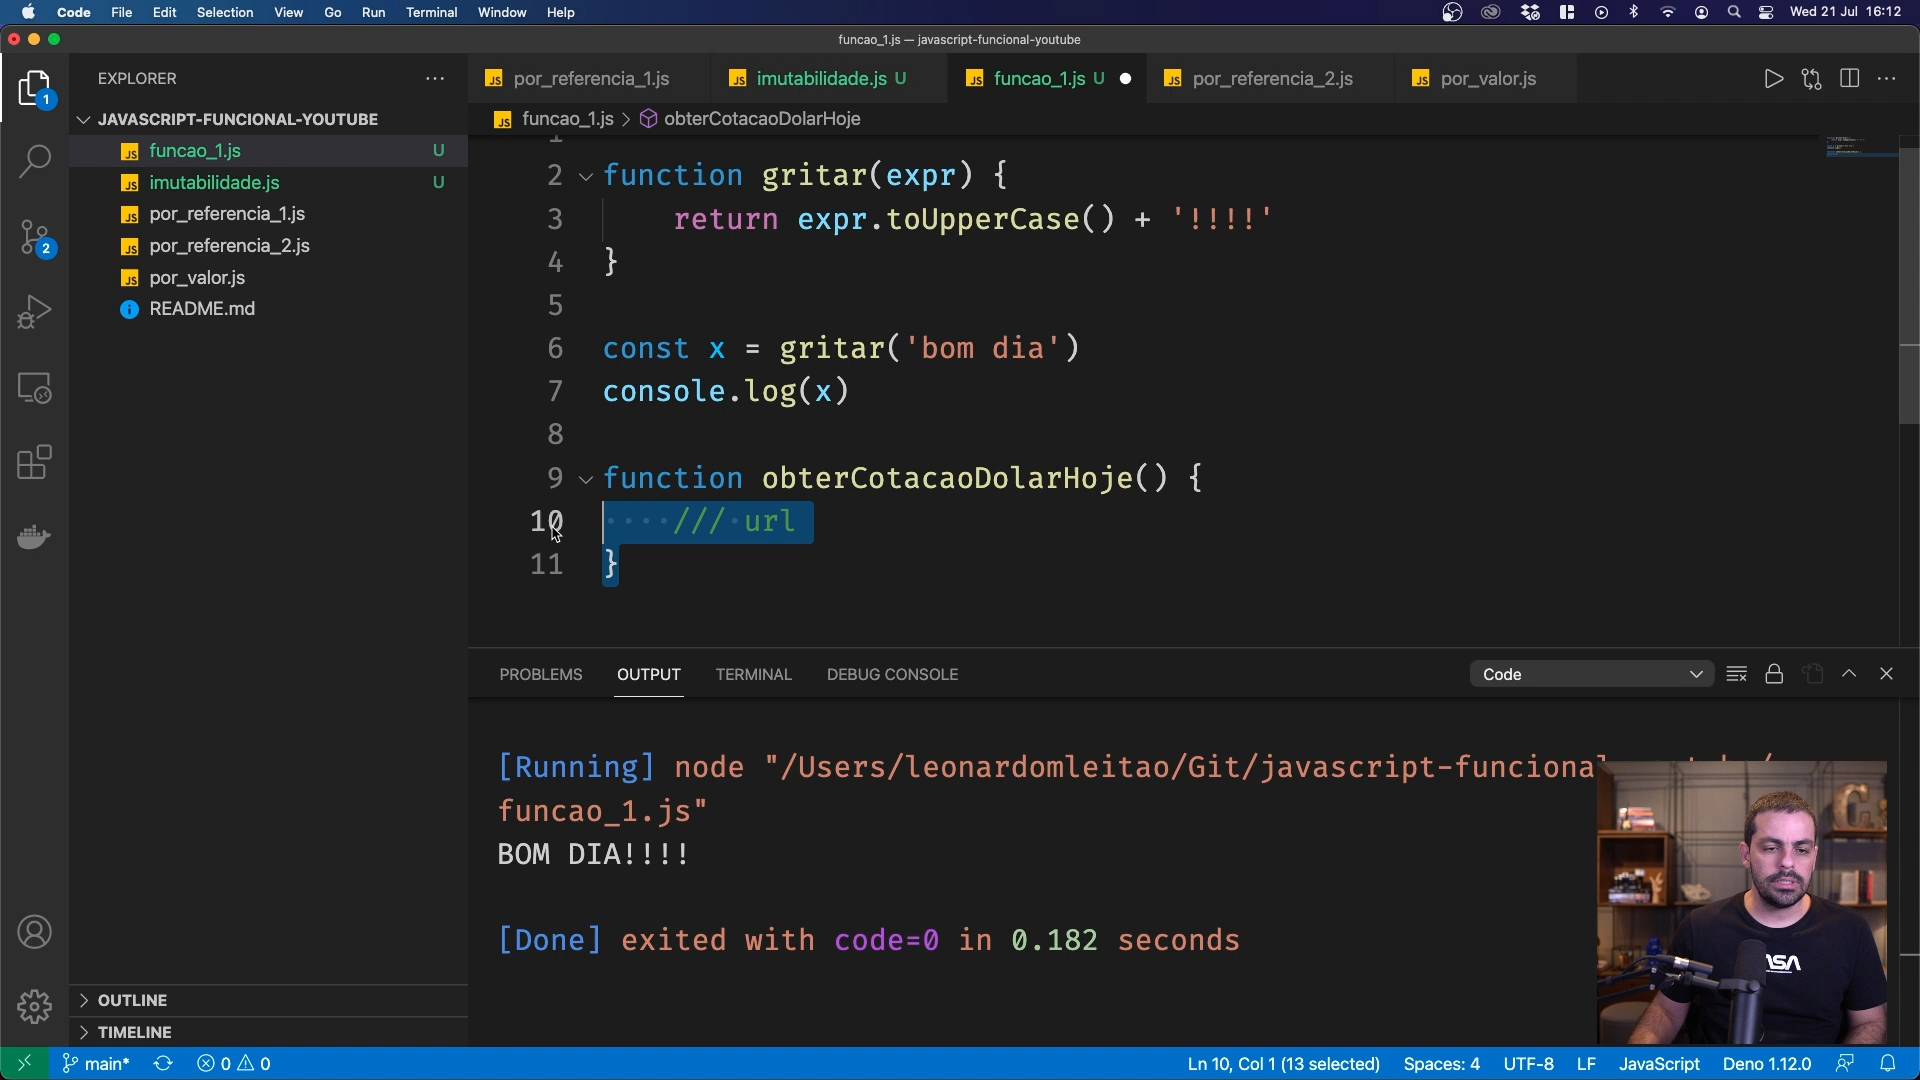 Code File Edit Selection View Go Run Terminal Window Help
Wed 21 Jul 16:12
funcao_1.js — javascript-funcional-youtube
EXPLORER
1
por_referencia_1.js
imutabilidade.js U
funcao_1.js U
por_referencia_2.js
por_valor.js
JAVASCRIPT-FUNCIONAL-YOUTUBE
funcao_1.js > obterCotacaoDolarHoje
funcao_1.js U
imutabilidade.js U
por_referencia_1.js
por_referencia_2.js
por_valor.js
README.md
2
1
2 function gritar(expr) {
3 return expr.toUpperCase() + '!!!!'
4 }
5
6 const x = gritar('bom dia')
7 console.log(x)
8
9 function obterCotacaoDolarHoje() {
10 ····///·url
11 }
PROBLEMS OUTPUT TERMINAL DEBUG CONSOLE
Code
[Running] node "/Users/leonardomleitao/Git/javascript-funciona
funcao_1.js"
BOM DIA!!!!
[Done] exited with code=0 in 0.182 seconds
OUTLINE
TIMELINE
main* 0 0
Ln 10, Col 1 (13 selected) Spaces: 4 UTF-8 LF JavaScript Deno 1.12.0